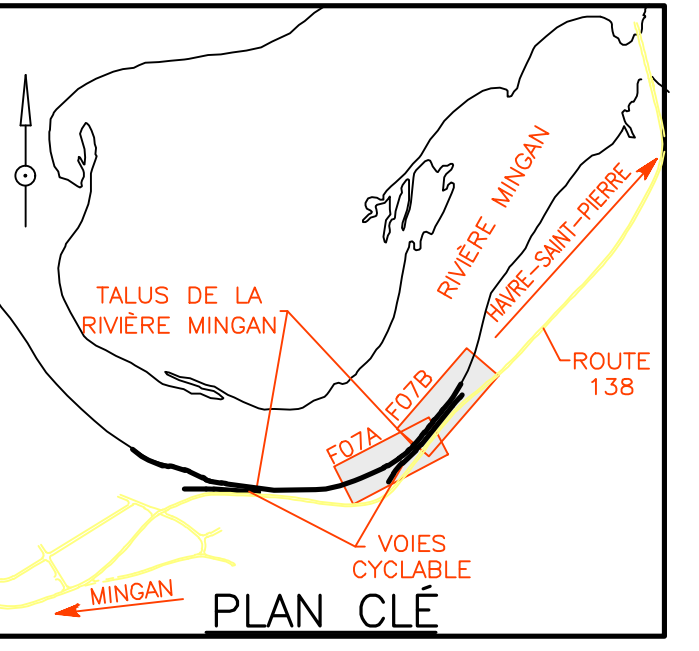 RIVIÈRE MINGAN
HAVRE-SAINT-PIERRE
TALUS DE LA
RIVIÈRE MINGAN
ROUTE
138
F07B
F07A
VOIES
CYCLABLE
MINGAN
PLAN CLÉ